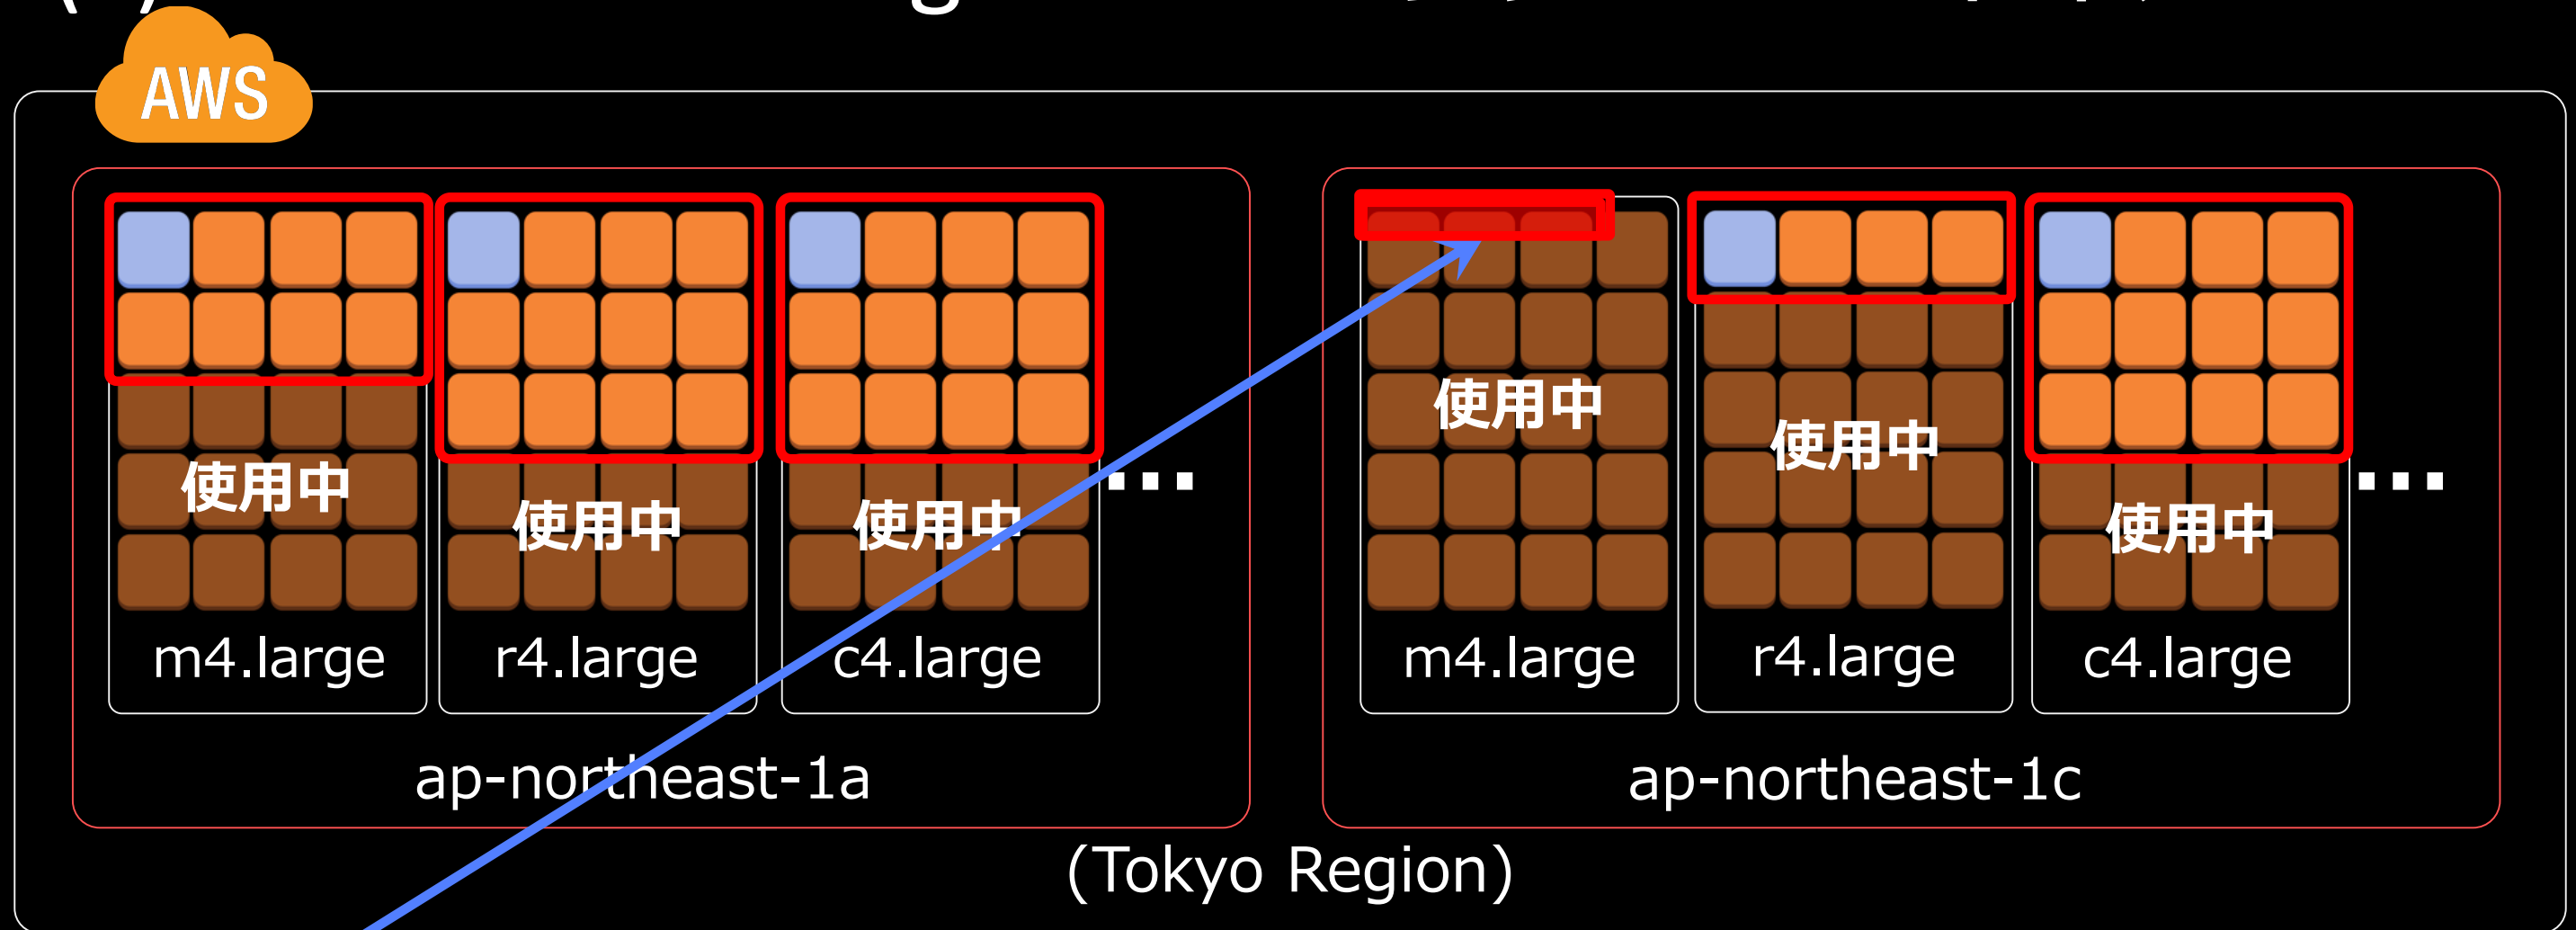 AWS
使用中
使用中
使用中
...
m4.large
r4.large
c4.large
ap-northeast-1a
使用中
使用中
使用中
...
m4.large
r4.large
c4.large
ap-northeast-1c
(Tokyo Region)